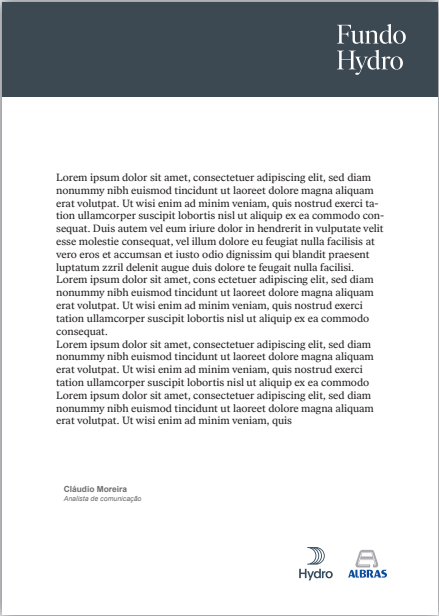 Fundo
Hydro
Lorem ipsum dolor sit amet, consectetuer adipiscing elit, sed diam
nonummy nibh euismod tincidunt ut laoreet dolore magna aliquam
erat volutpat. Ut wisi enim ad minim veniam, quis nostrud exerci ta-
tion ullamcorper suscipit lobortis nisl ut aliquip ex ea commodo con-
sequat. Duis autem vel eum iriure dolor in hendrerit in vulputate velit
esse molestie consequat, vel illum dolore eu feugiat nulla facilisis at
vero eros et accumsan et iusto odio dignissim qui blandit praesent
luptatum zzril delenit augue duis dolore te feugait nulla facilisi.
Lorem ipsum dolor sit amet, cons ectetuer adipiscing elit, sed diam
nonummy nibh euismod tincidunt ut laoreet dolore magna aliquam
erat volutpat. Ut wisi enim ad minim veniam, quis nostrud exerci
tation ullamcorper suscipit lobortis nisl ut aliquip ex ea commodo
consequat.
Lorem ipsum dolor sit amet, consectetuer adipiscing elit, sed diam
nonummy nibh euismod tincidunt ut laoreet dolore magna aliquam
erat volutpat. Ut wisi enim ad minim veniam, quis nostrud exerci
tation ullamcorper suscipit lobortis nisl ut aliquip ex ea commodo
Lorem ipsum dolor sit amet, consectetuer adipiscing elit, sed diam
nonummy nibh euismod tincidunt ut laoreet dolore magna aliquam
erat volutpat. Ut wisi enim ad minim veniam, quis
Cláudio Moreira
Analista de comunicação
Hydro
ALBRAS